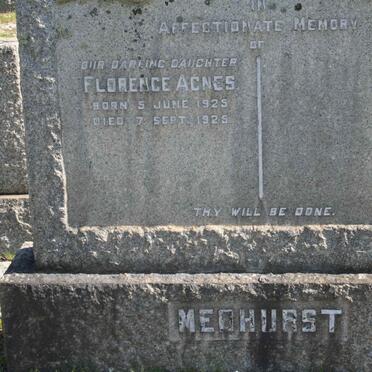 IN
AFFECTIONATE MEMORY
OF
OUR DARLING DAUGHTER
FLORENCE AGNES
BORN 5 JUNE 1925
DIED 7 SEPT. 1925
THY WILL BE DONE.
MEDHURST